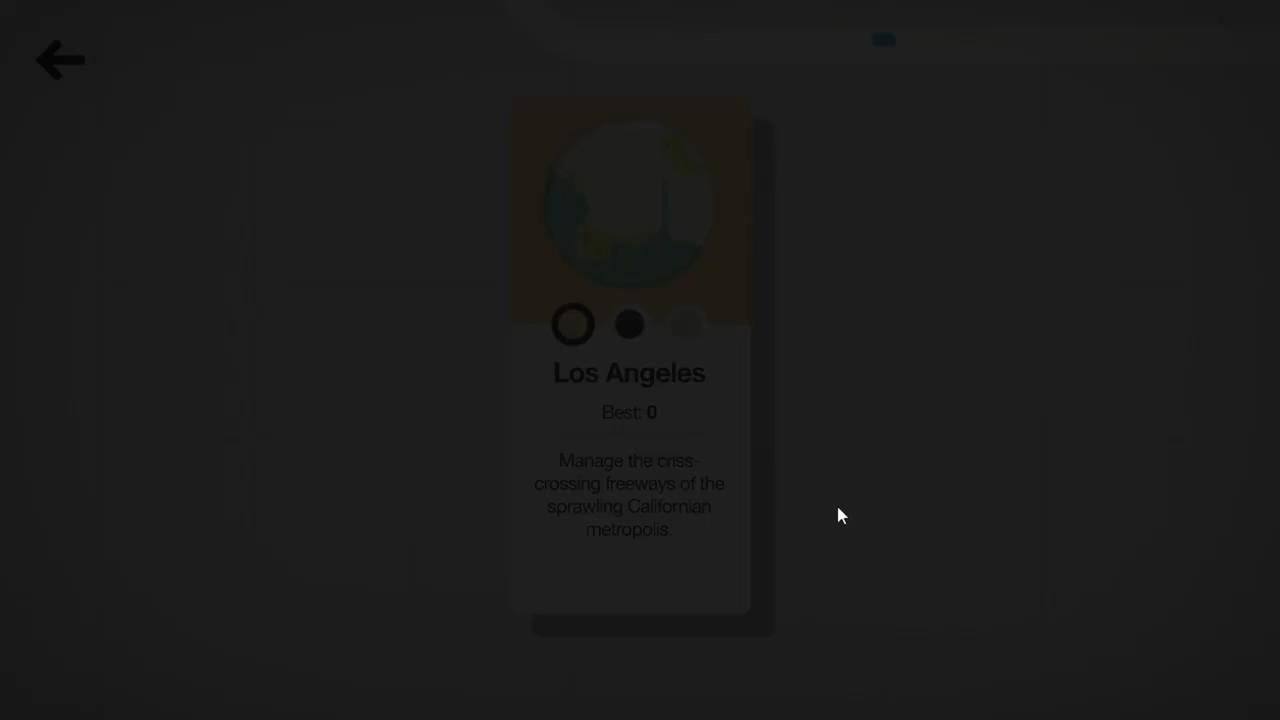 Los Angeles
Best: 0
Manage the criss-
crossing freeways of the
sprawling Californian
metropolis.